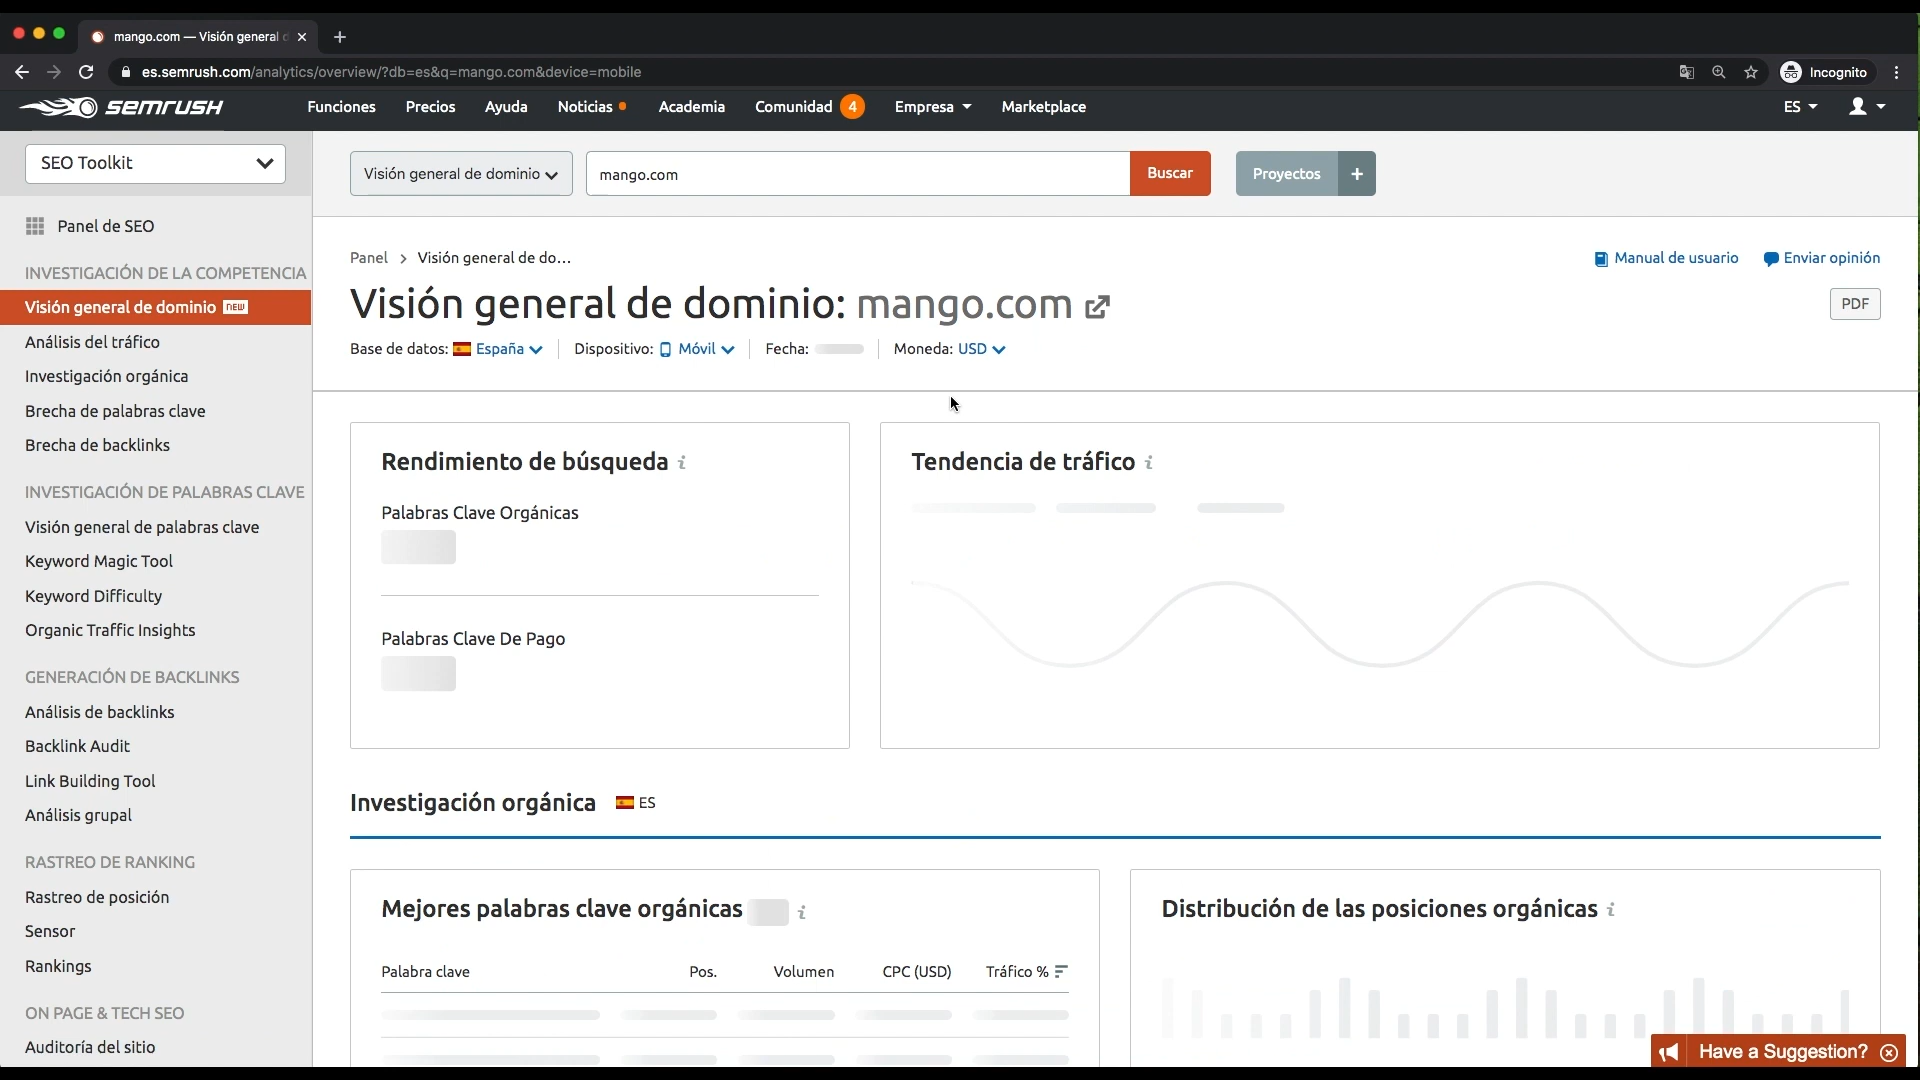 mango.com — Visión general d
es.semrush.com/analytics/overview/?db=es&q=mango.com&device=mobile
Incognito
SEMRUSH
Funciones
Precios
Ayuda
Noticias
Academia
Comunidad 4
Empresa
Marketplace
ES
SEO Toolkit
Visión general de dominio
mango.com
Buscar
Proyectos +
Panel de SEO
INVESTIGACIÓN DE LA COMPETENCIA
Visión general de dominio NEW
Análisis del tráfico
Investigación orgánica
Brecha de palabras clave
Brecha de backlinks
INVESTIGACIÓN DE PALABRAS CLAVE
Visión general de palabras clave
Keyword Magic Tool
Keyword Difficulty
Organic Traffic Insights
GENERACIÓN DE BACKLINKS
Análisis de backlinks
Backlink Audit
Link Building Tool
Análisis grupal
RASTREO DE RANKING
Rastreo de posición
Sensor
Rankings
ON PAGE & TECH SEO
Auditoría del sitio
Panel > Visión general de do...
Manual de usuario
Enviar opinión
Visión general de dominio: mango.com
PDF
Base de datos: España
Dispositivo: Móvil
Fecha:
Moneda: USD
Rendimiento de búsqueda i
Palabras Clave Orgánicas
Palabras Clave De Pago
Tendencia de tráfico i
Investigación orgánica ES
Mejores palabras clave orgánicas i
Palabra clave Pos. Volumen CPC (USD) Tráfico %
Distribución de las posiciones orgánicas i
Have a Suggestion?